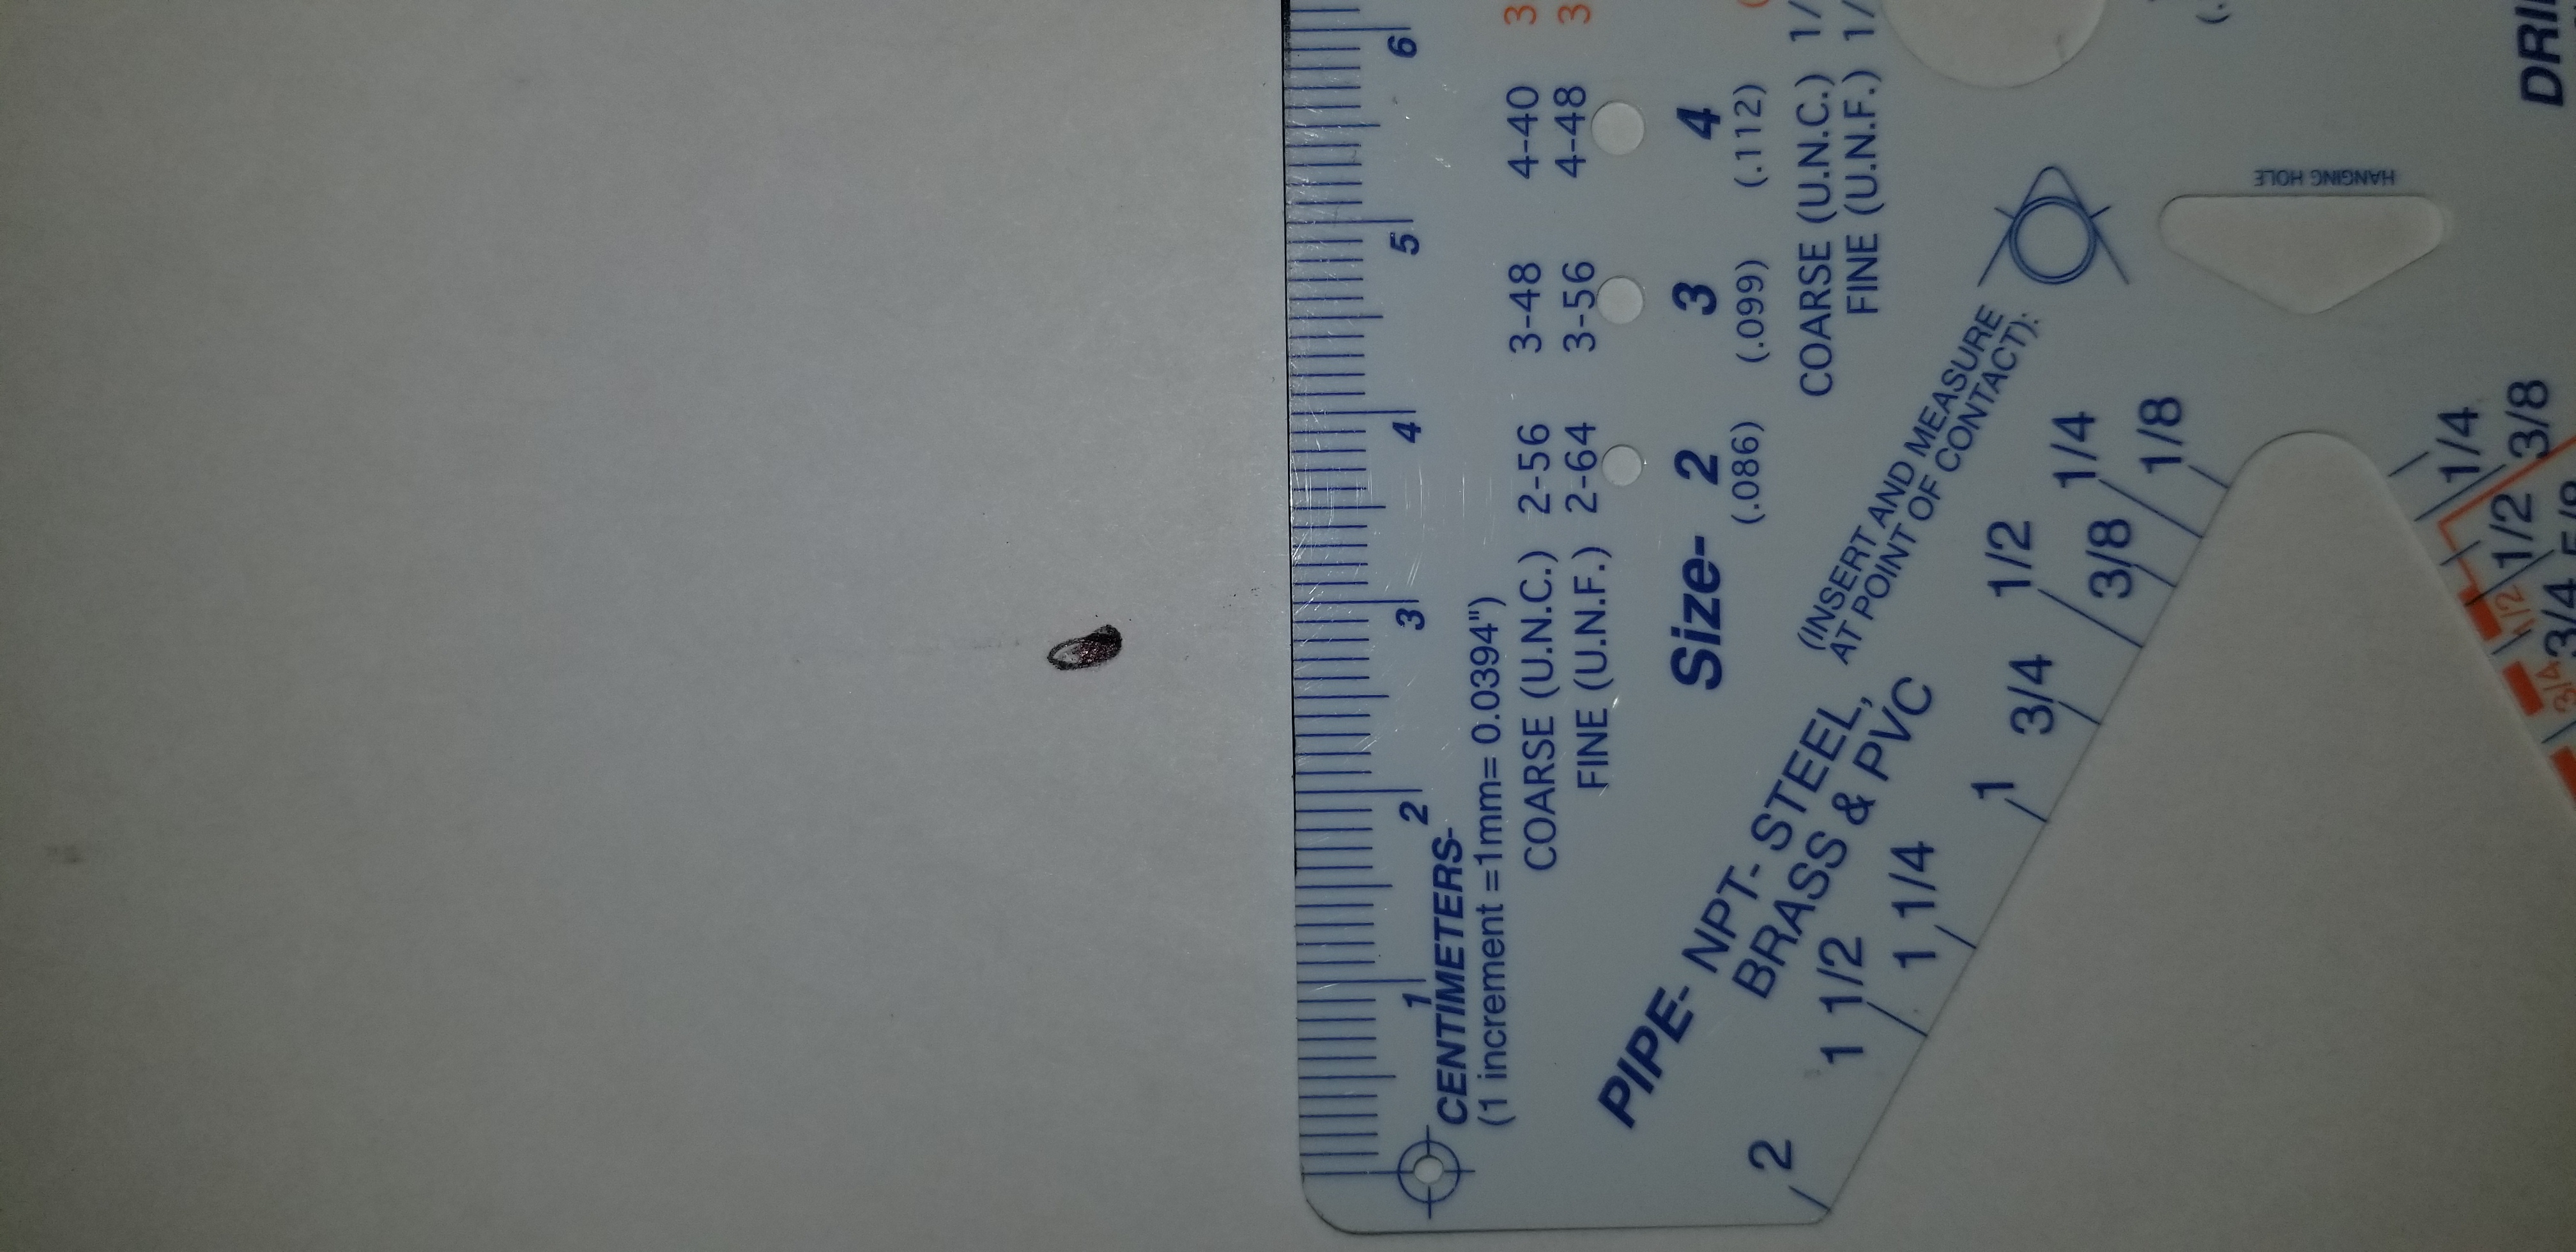 1 2 3 4 5 6
CENTIMETERS-
(1 increment =1mm= 0.0394")
COARSE (U.N.C.) 2-56 3-48 4-40 3
FINE (U.N.F.) 2-64 3-56 4-48 3
Size- 2 3 4
(.086) (.099) (.112)
COARSE (U.N.C.) 1/
FINE (U.N.F.) 1/
PIPE- NPT- STEEL,
BRASS & PVC
(INSERT AND MEASURE
AT POINT OF CONTACT):
2
1 1/2
1 1/4
1
3/4
1/2
3/8
1/4
1/8
HANGING HOLE
1/4
3/8
1/2
5/8
3/4
1/2
3/4
DRI